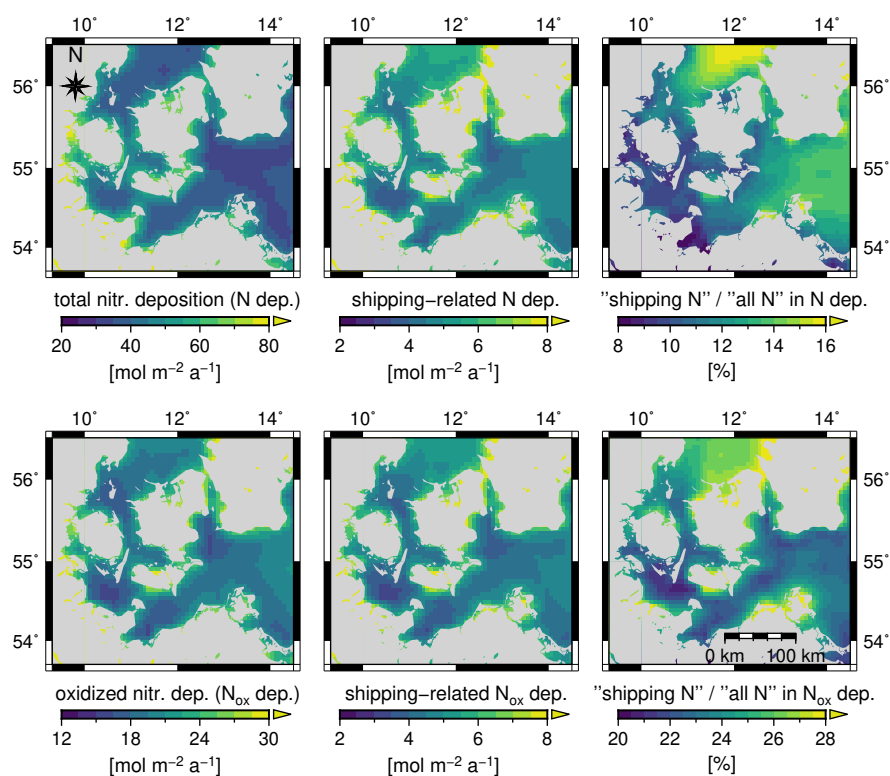 10˚ 12˚ 14˚ 10˚ 12˚ 14˚ 10˚ 12˚ 14˚
N
56˚ 56˚
55˚ 55˚
54˚ 54˚
total nitr. deposition (N dep.) shipping−related N dep. "shipping N" / "all N" in N dep.
20 40 60 80 2 4 6 8 8 10 12 14 16
[mol m−2 a−1] [mol m−2 a−1] [%]
10˚ 12˚ 14˚ 10˚ 12˚ 14˚ 10˚ 12˚ 14˚
56˚ 56˚
55˚ 55˚
54˚ 54˚
0 km 100 km
oxidized nitr. dep. (Nox dep.) shipping−related Nox dep. "shipping N" / "all N" in Nox dep.
12 18 24 30 2 4 6 8 20 22 24 26 28
[mol m−2 a−1] [mol m−2 a−1] [%]